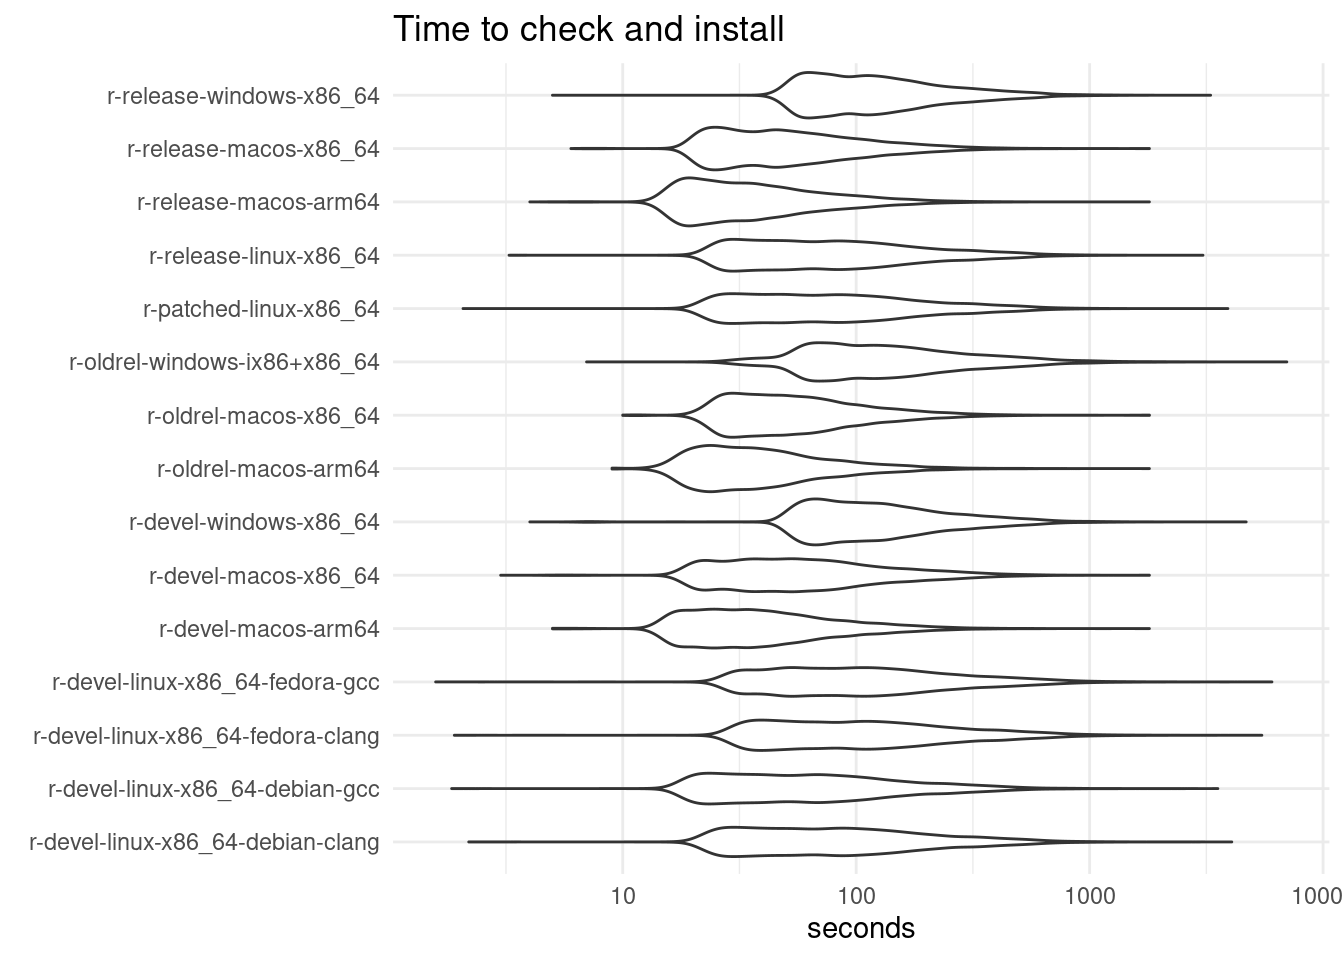 Time to check and install
r-release-windows-x86_64
r-release-macos-x86_64
r-release-macos-arm64
r-release-linux-x86_64
r-patched-linux-x86_64
r-oldrel-windows-ix86+x86_64
r-oldrel-macos-x86_64
r-oldrel-macos-arm64
r-devel-windows-x86_64
r-devel-macos-x86_64
r-devel-macos-arm64
r-devel-linux-x86_64-fedora-gcc
r-devel-linux-x86_64-fedora-clang
r-devel-linux-x86_64-debian-gcc
r-devel-linux-x86_64-debian-clang
10 100 1000 1000
seconds